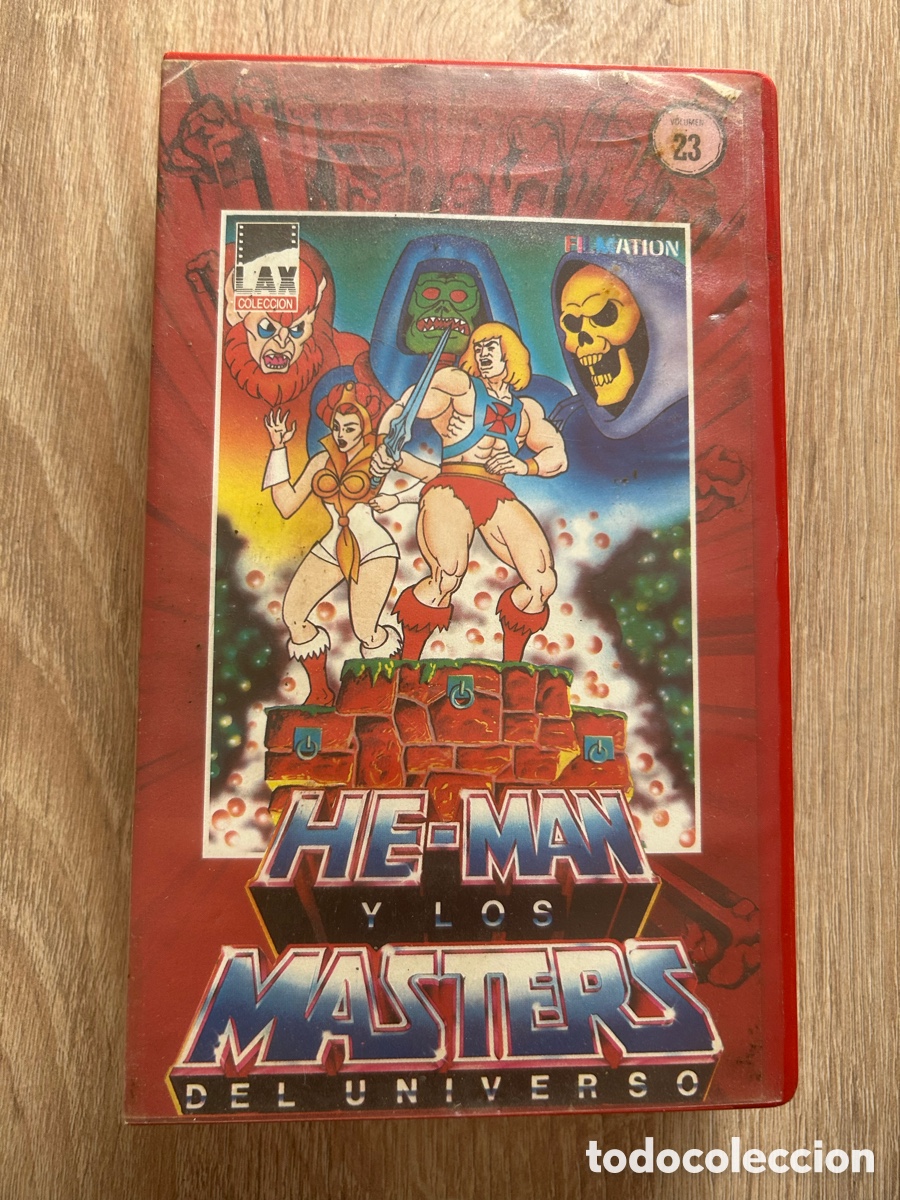 VOLUMEN
23
LAX
COLECCION
FILMATION
HE-MAN
Y LOS
MASTERS
DEL UNIVERSO
todocoleccion